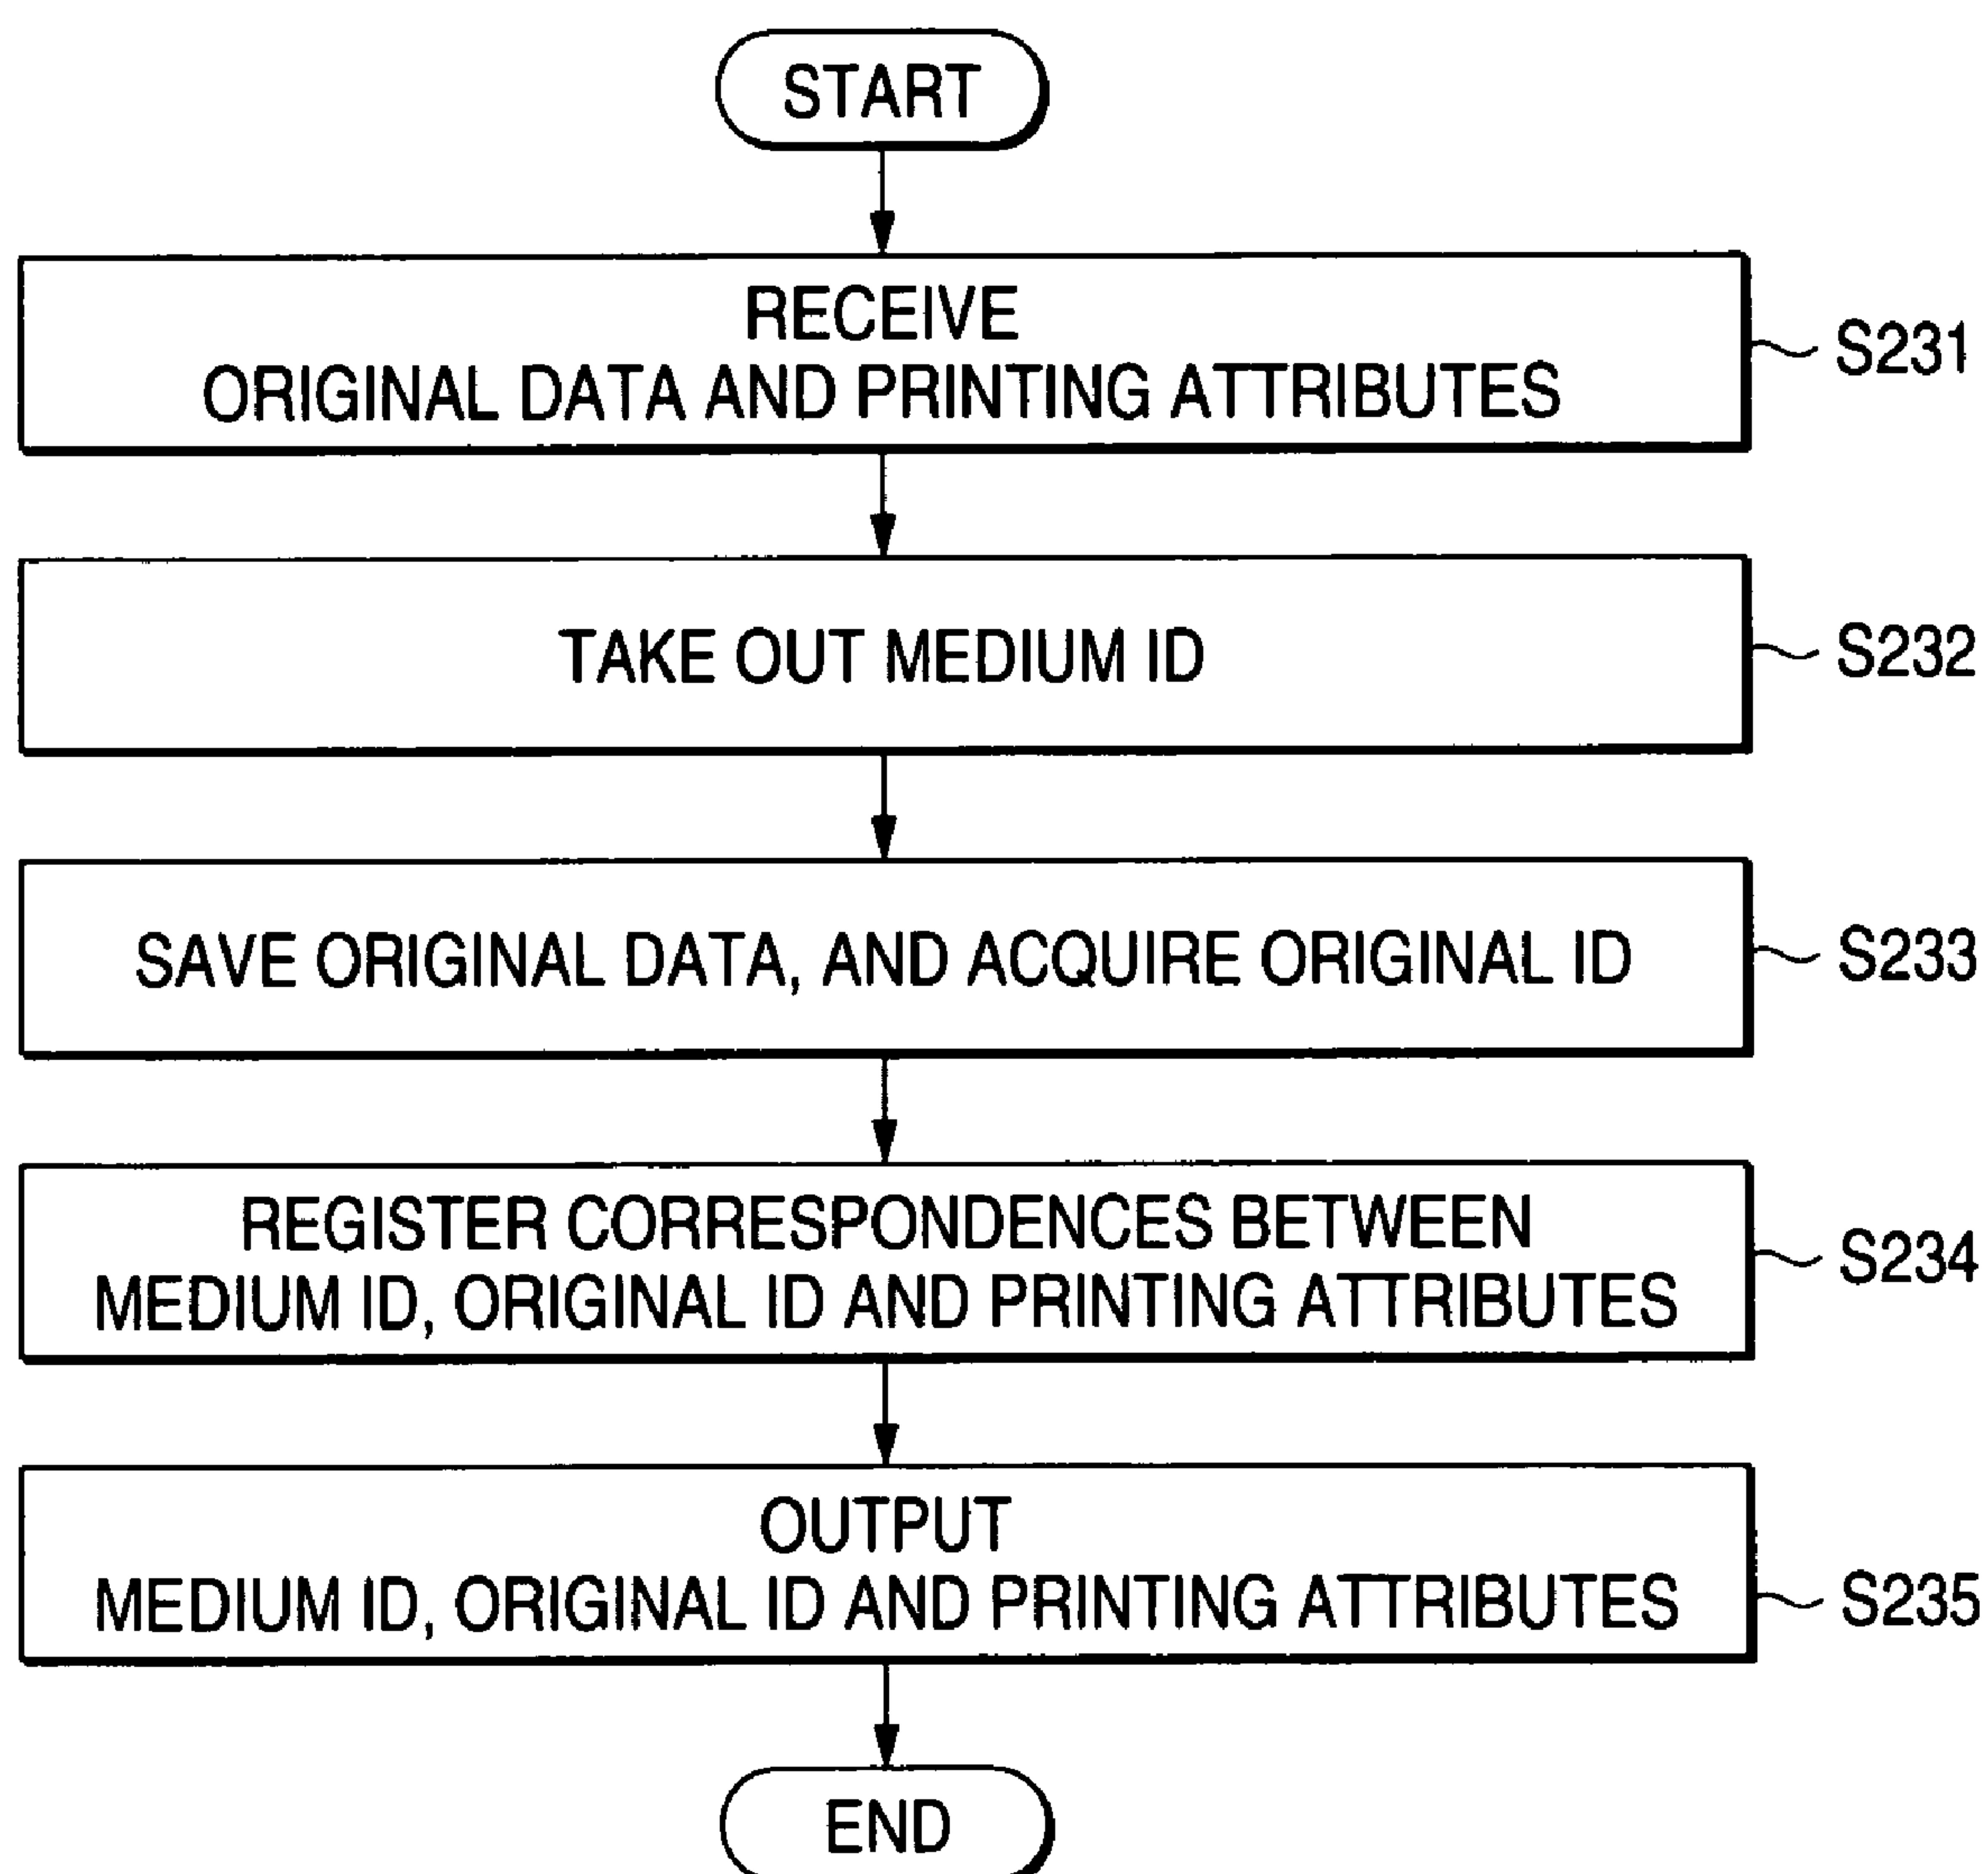 START
RECEIVE
ORIGINAL DATA AND PRINTING ATTRIBUTES
S231
TAKE OUT MEDIUM ID
S232
SAVE ORIGINAL DATA, AND ACQUIRE ORIGINAL ID
S233
REGISTER CORRESPONDENCES BETWEEN
MEDIUM ID, ORIGINAL ID AND PRINTING ATTRIBUTES
S234
OUTPUT
MEDIUM ID, ORIGINAL ID AND PRINTING ATTRIBUTES
S235
END